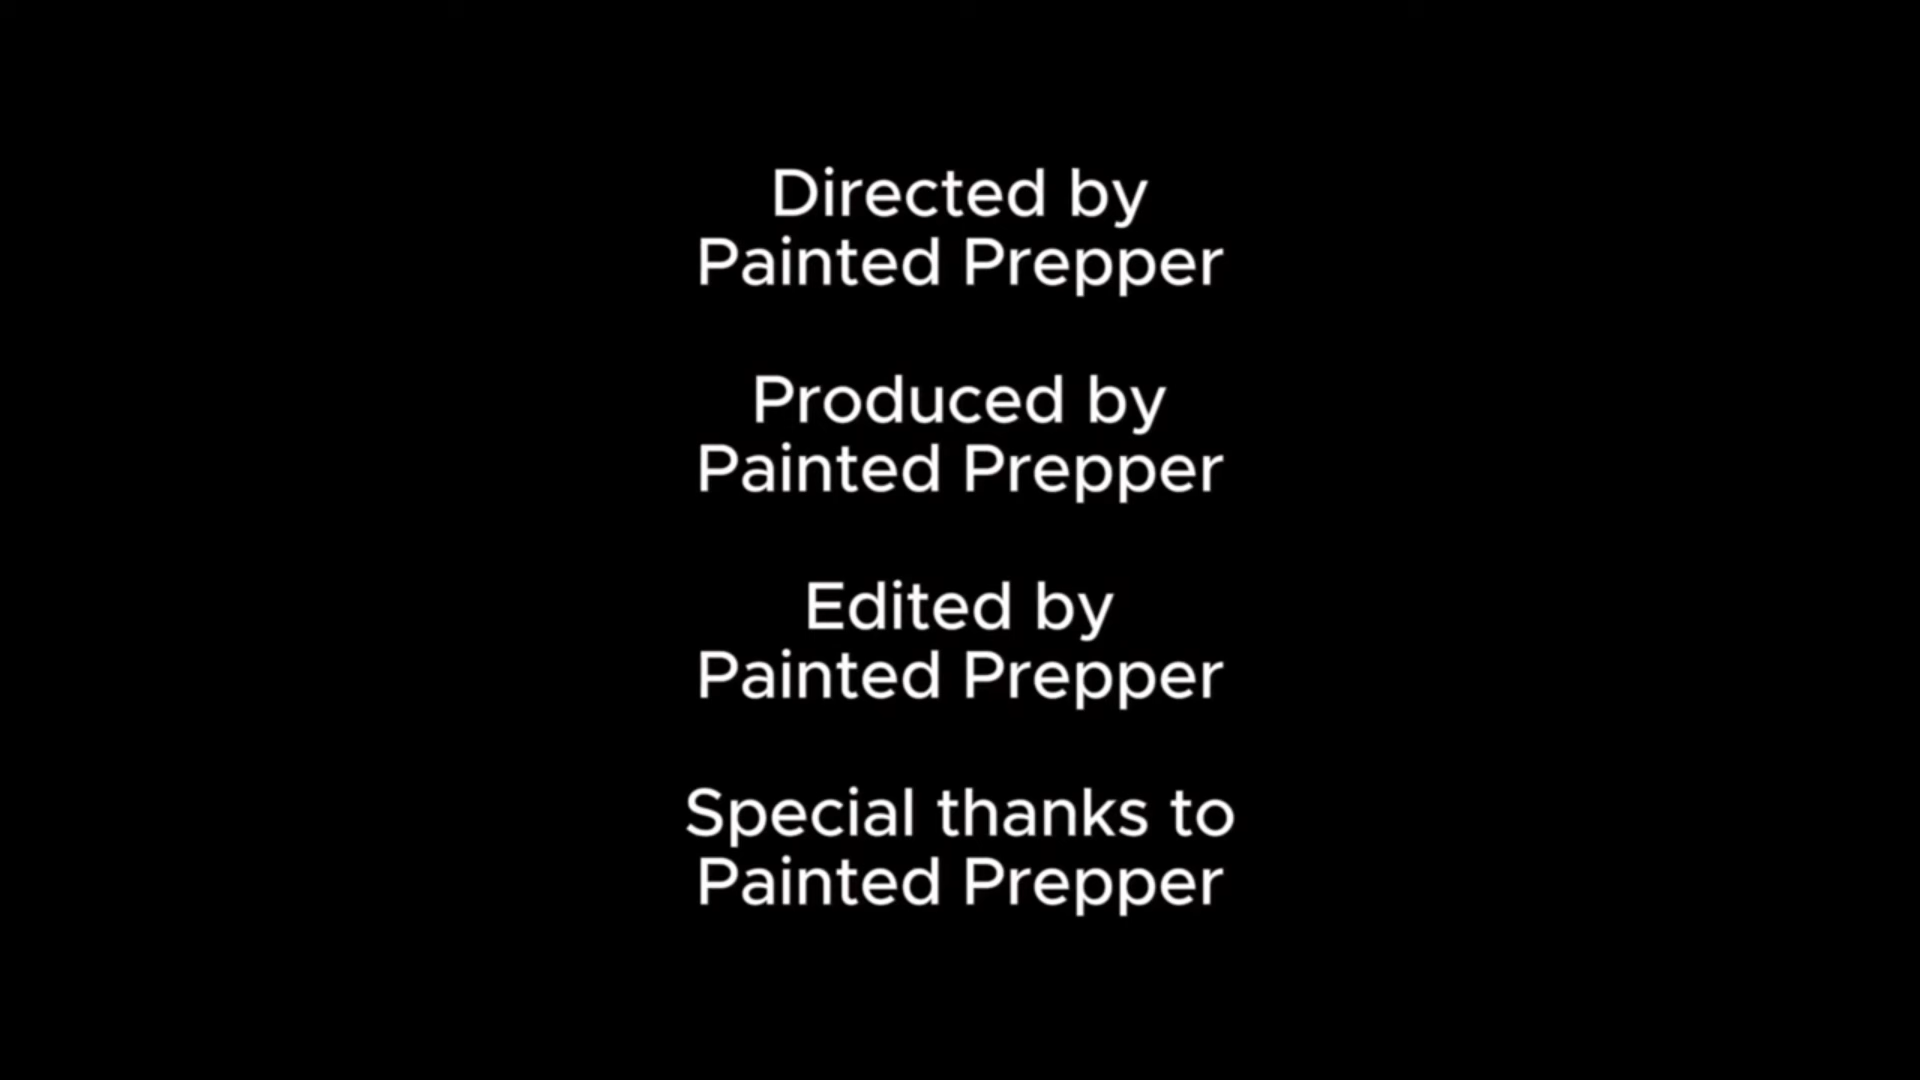 Directed by
Painted Prepper
Produced by
Painted Prepper
Edited by
Painted Prepper
Special thanks to
Painted Prepper